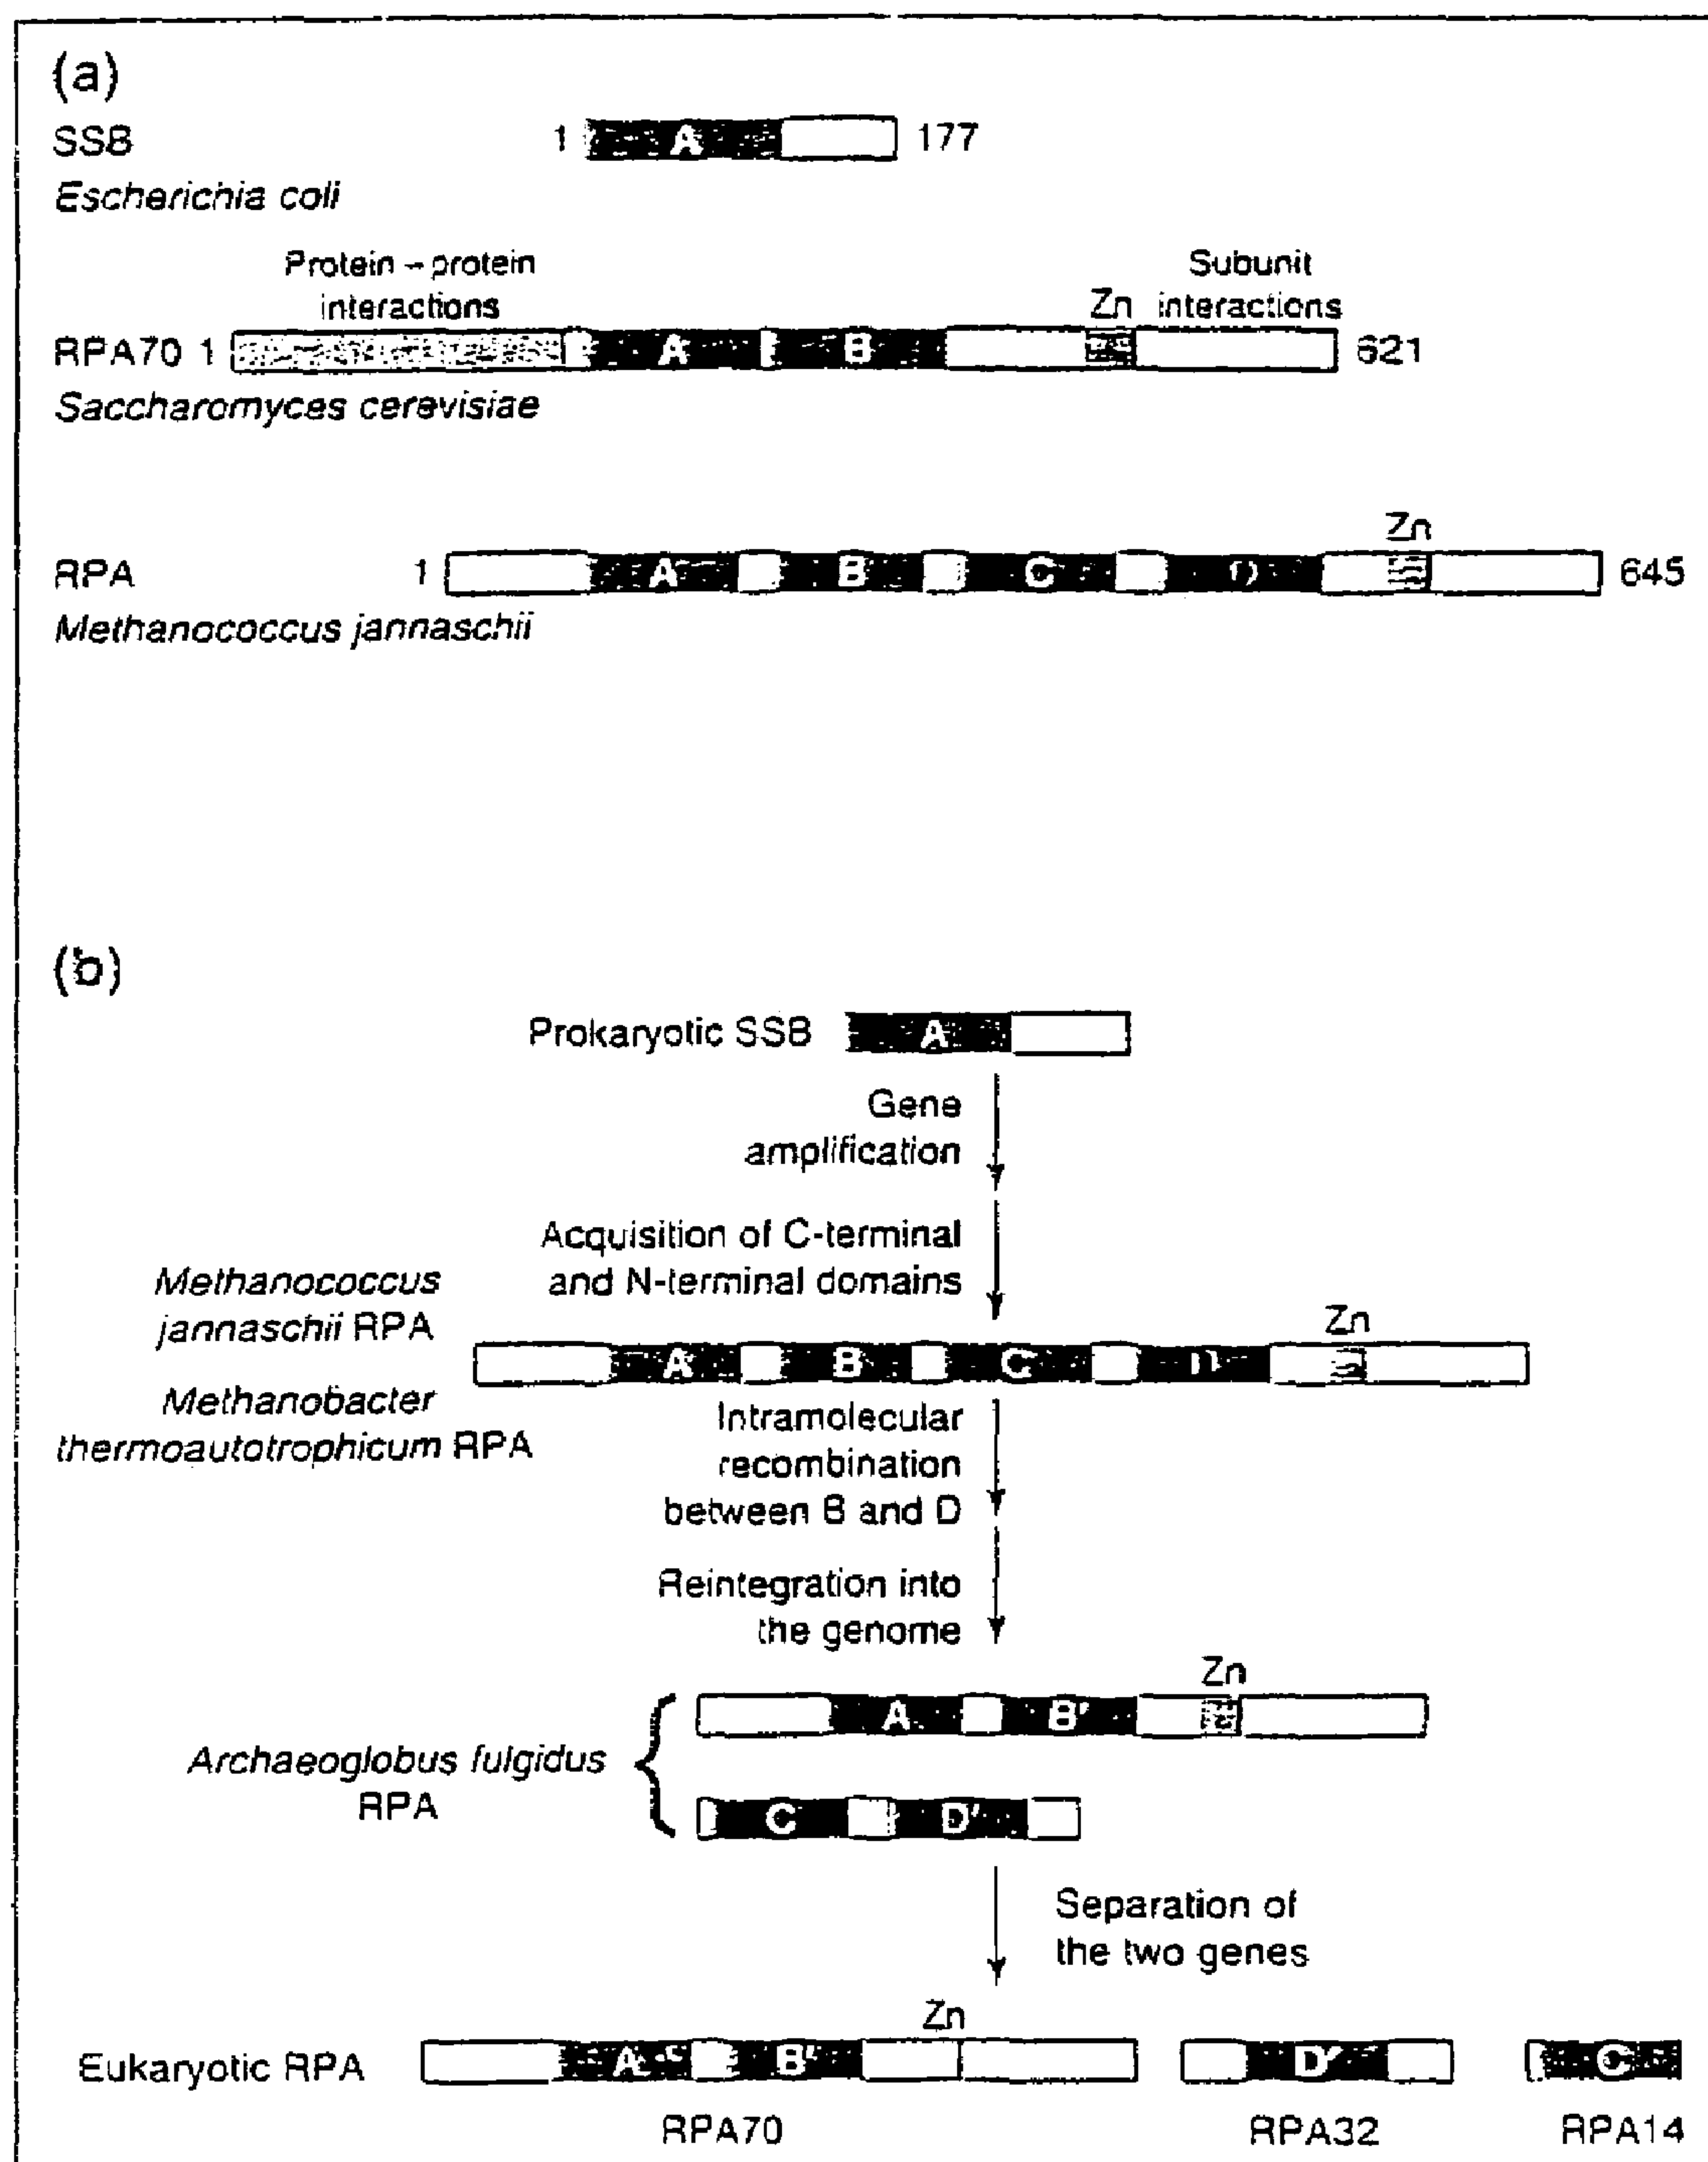 (a)
SSB
1 A 177
Escherichia coli
Protein – protein interactions
Subunit interactions
Zn
RPA70 1 A B 621
Saccharomyces cerevisiae
Zn
RPA 1 A B C D 645
Methanococcus jannaschii
(b)
Prokaryotic SSB A
Gene
amplification
Acquisition of C-terminal
and N-terminal domains
Methanococcus
jannaschii RPA
Zn
A B C D
Methanobacter
thermoautotrophicum RPA
Intramolecular
recombination
between B and D
Reintegration into
the genome
Zn
A B'
Archaeoglobus fulgidus
RPA
C D'
Separation of
the two genes
Zn
Eukaryotic RPA A B' D' C
RPA70 RPA32 RPA14